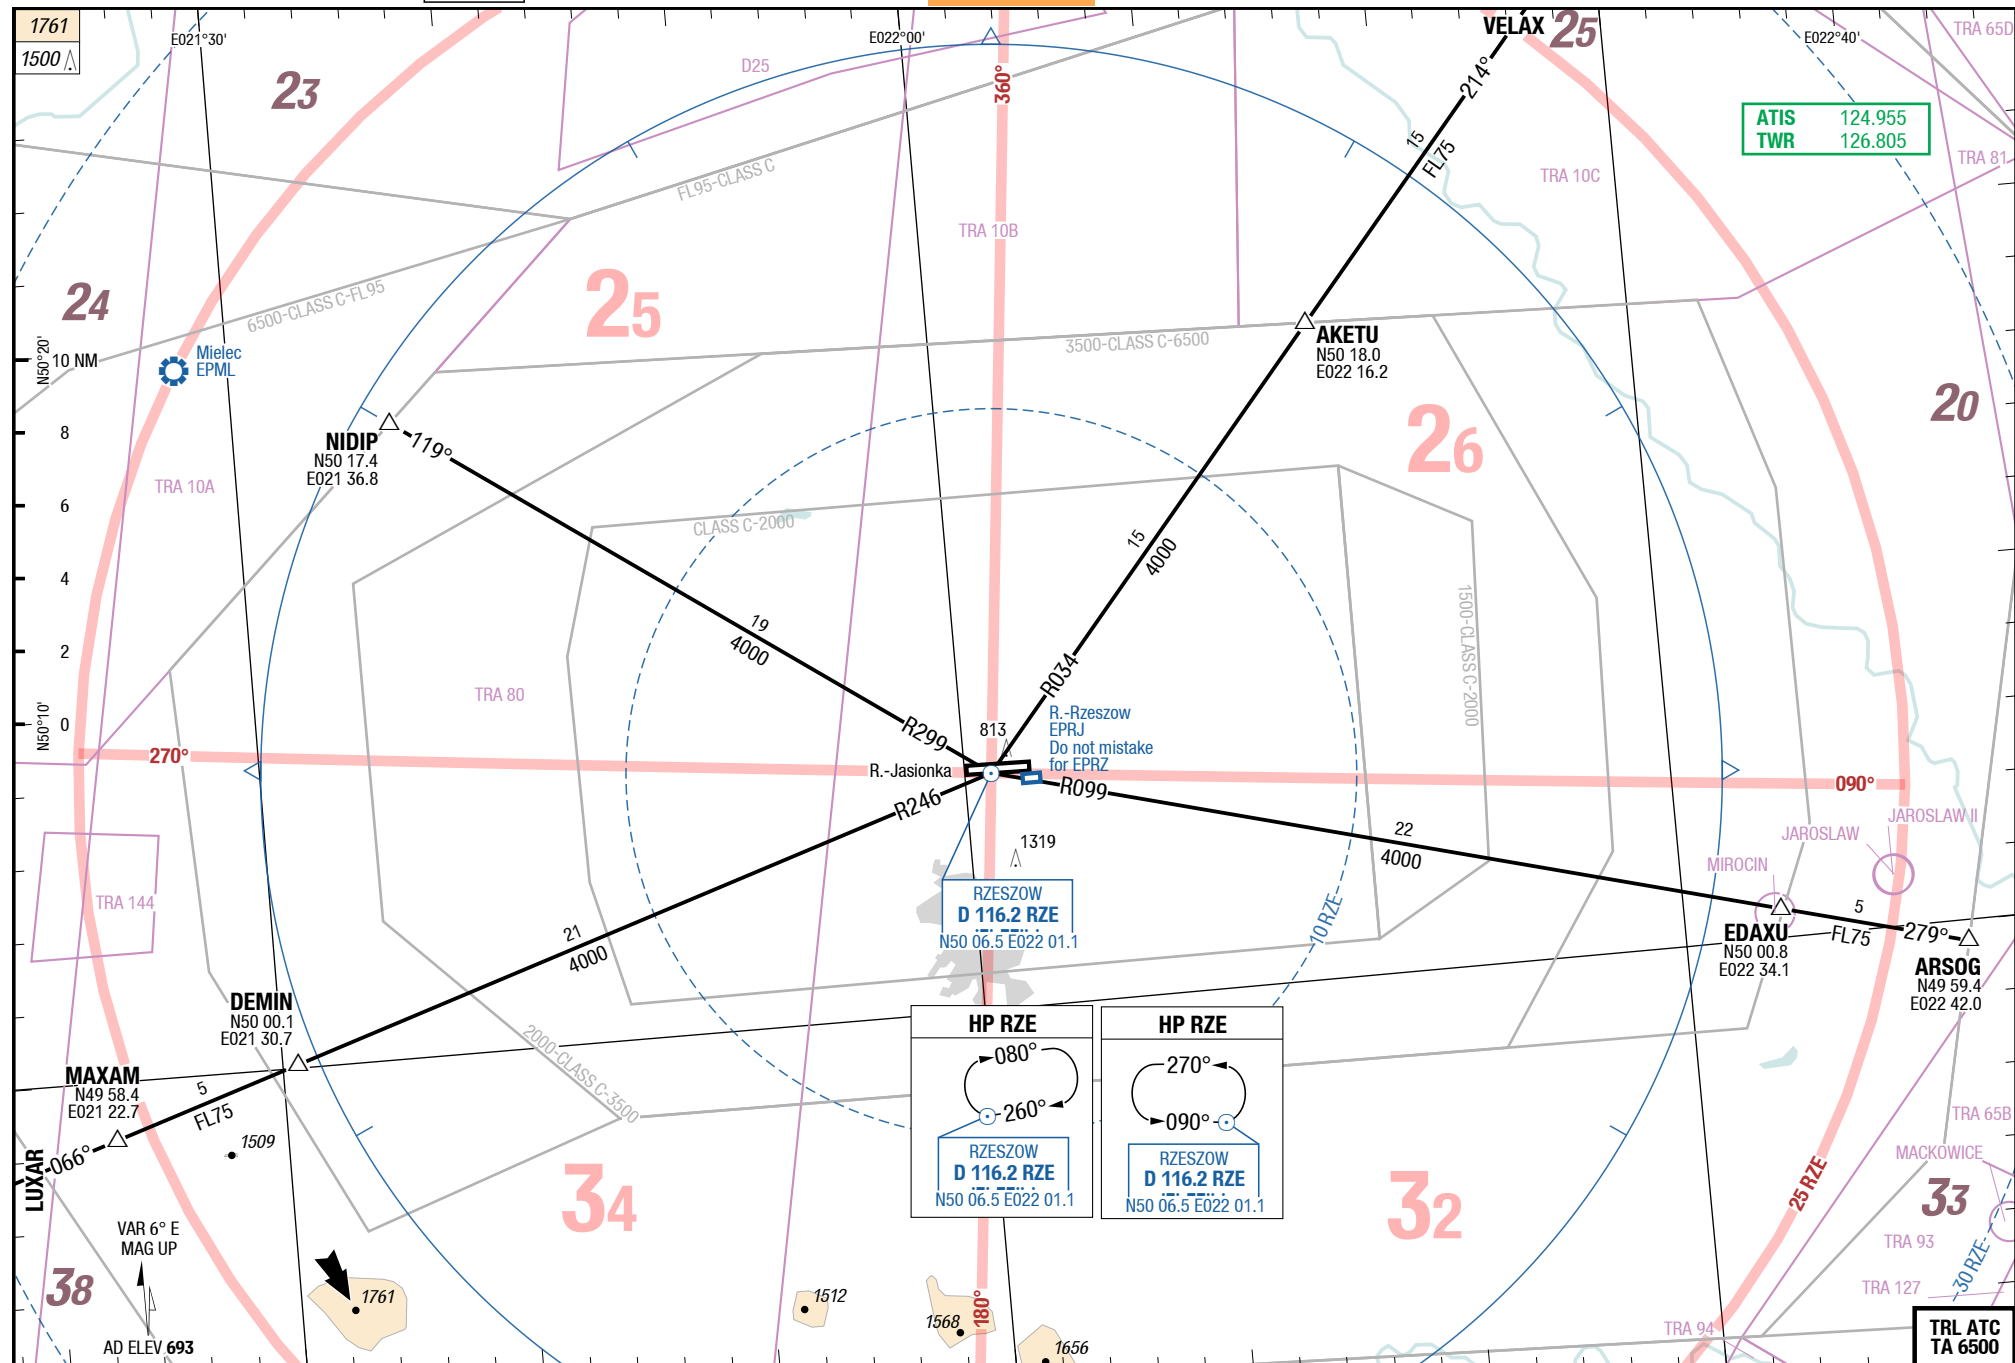 1761
1500
E021°30'
E022°00'
E022°40'
VELAX
25
TRA 65D
23
D25
360°
214°
ATIS 124.955
TWR 126.805
15
FL75
TRA 81
TRA 10C
FL95-CLASS C
TRA 10B
24
25
6500-CLASS C-FL95
N50°20'
10 NM
Mielec
EPML
3500-CLASS C-6500
AKETU
N50 18.0
E022 16.2
20
26
8
NIDIP
N50 17.4
E021 36.8
119°
TRA 10A
6
CLASS C-2000
15
4000
4
1500-CLASS C-2000
19
4000
2
R034
TRA 80
N50°10'
0
R299
813
R.-Rzeszow
EPRJ
Do not mistake
for EPRZ
270°
R.-Jasionka
R099
090°
R246
22
4000
JAROSLAW II
JAROSLAW
MIROCIN
1319
TRA 144
RZESZOW
D 116.2 RZE
N50 06.5 E022 01.1
10 RZE
21
4000
5
FL75
279°
EDAXU
N50 00.8
E022 34.1
ARSOG
N49 59.4
E022 42.0
DEMIN
N50 00.1
E021 30.7
HP RZE
080°
260°
RZESZOW
D 116.2 RZE
N50 06.5 E022 01.1
HP RZE
270°
090°
RZESZOW
D 116.2 RZE
N50 06.5 E022 01.1
2000-CLASS C-3500
MAXAM
N49 58.4
E021 22.7
5
FL75
066°
LUXAR
1509
TRA 65B
MACKOWICE
34
32
33
25 RZE
VAR 6° E
MAG UP
TRA 93
30 RZE
38
TRA 127
1761
1512
1568
180°
1656
TRA 94
AD ELEV 693
TRL ATC
TA 6500